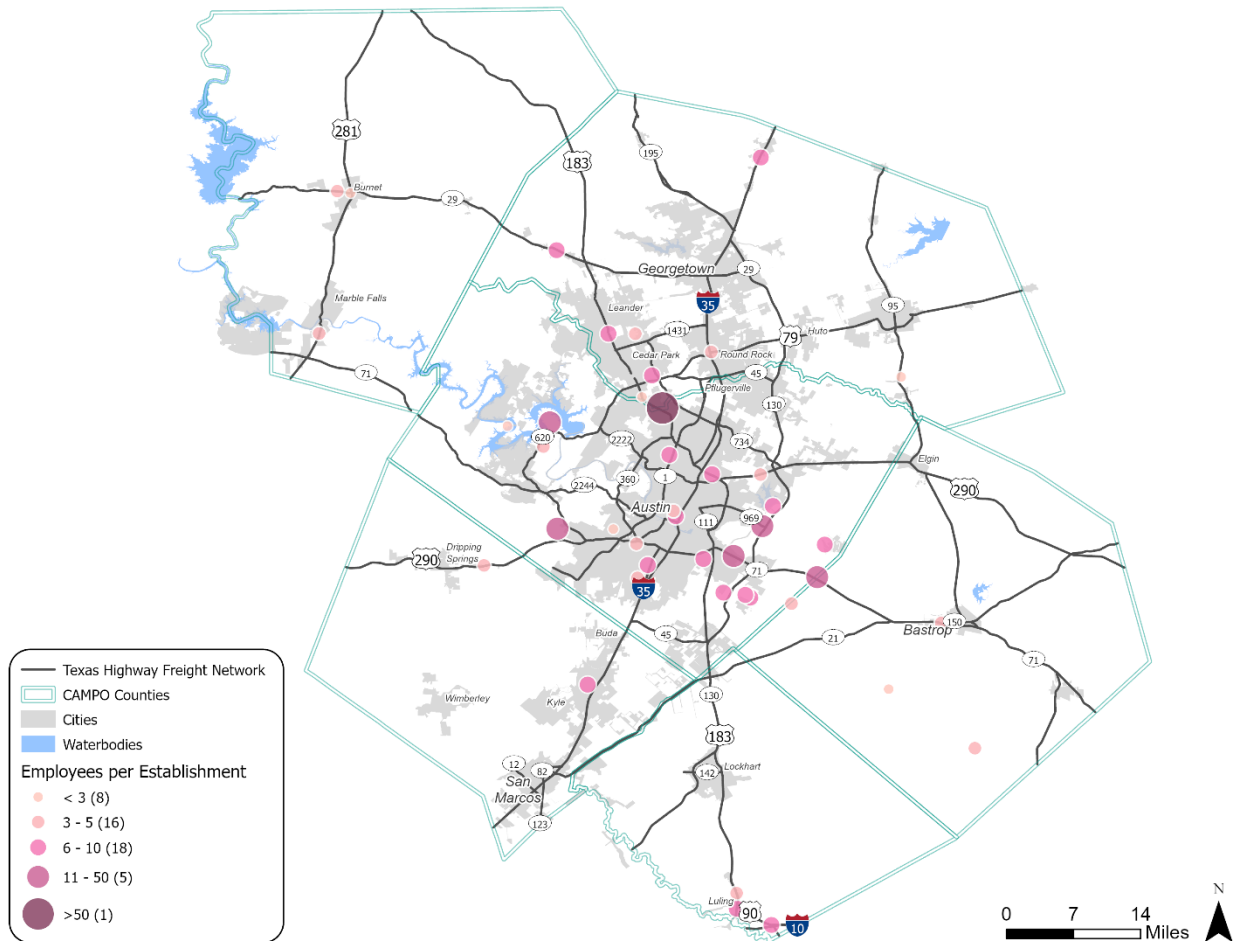 281
183
195
Burnet
29
Georgetown
29
Marble Falls
Leander
35
95
1431
79
Huto
Cedar Park
Round Rock
71
45
Pflugerville
130
620
2222
734
Elgin
360
1
2244
290
Austin
111
969
290
Dripping
Springs
71
35
150
Bastrop
Buda
45
21
71
Wimberley
Kyle
130
183
12
82
142
Lockhart
San
Marcos
123
Luling
90
10
Texas Highway Freight Network
CAMPO Counties
Cities
Waterbodies
Employees per Establishment
< 3 (8)
3 - 5 (16)
6 - 10 (18)
11 - 50 (5)
>50 (1)
N
0 7 14
Miles